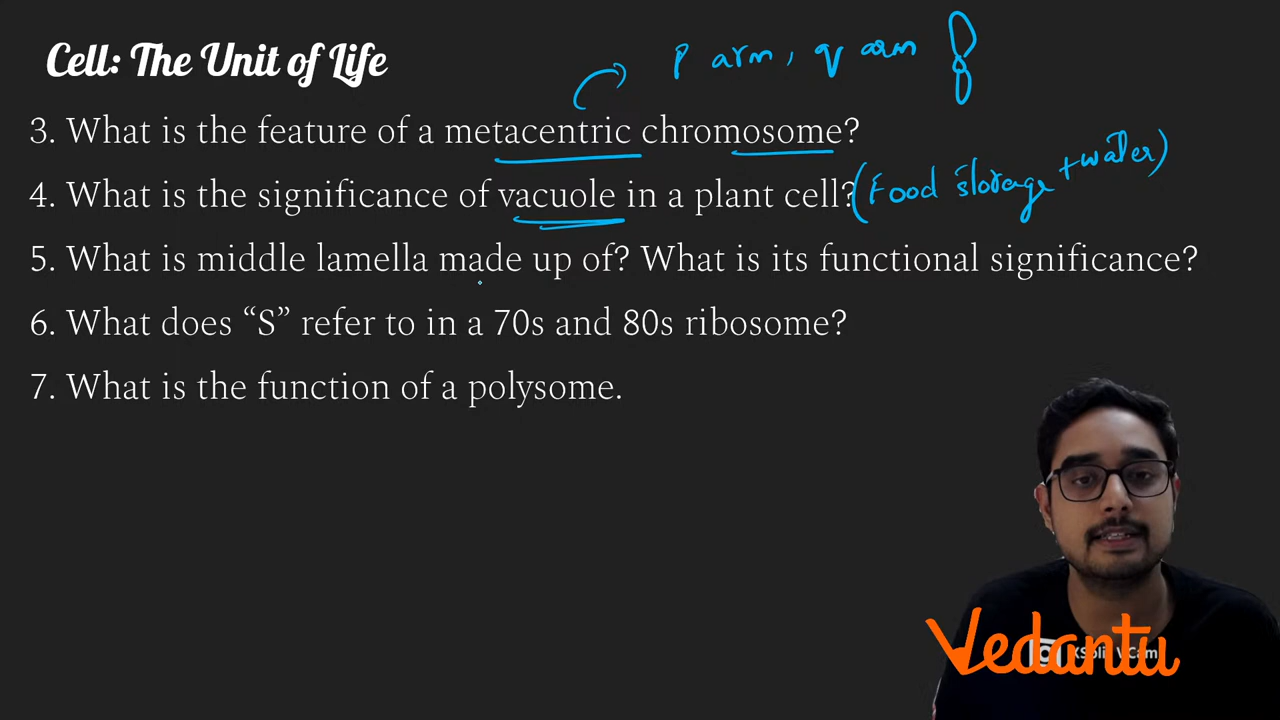 Cell: The Unit of Life
p arm, q arm
3. What is the feature of a metacentric chromosome?
4. What is the significance of vacuole in a plant cell? (Food storage + water)
5. What is middle lamella made up of? What is its functional significance?
6. What does “S” refer to in a 70s and 80s ribosome?
7. What is the function of a polysome.
Vedantu
VCam